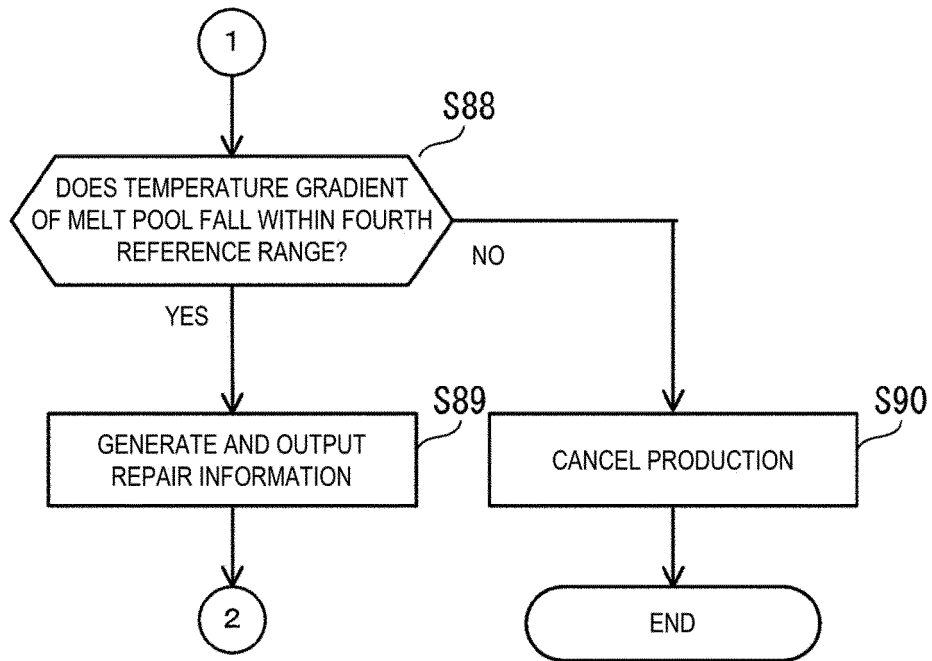 1
S88
DOES TEMPERATURE GRADIENT
OF MELT POOL FALL WITHIN FOURTH
REFERENCE RANGE?
NO
YES
S89
GENERATE AND OUTPUT
REPAIR INFORMATION
S90
CANCEL PRODUCTION
2
END